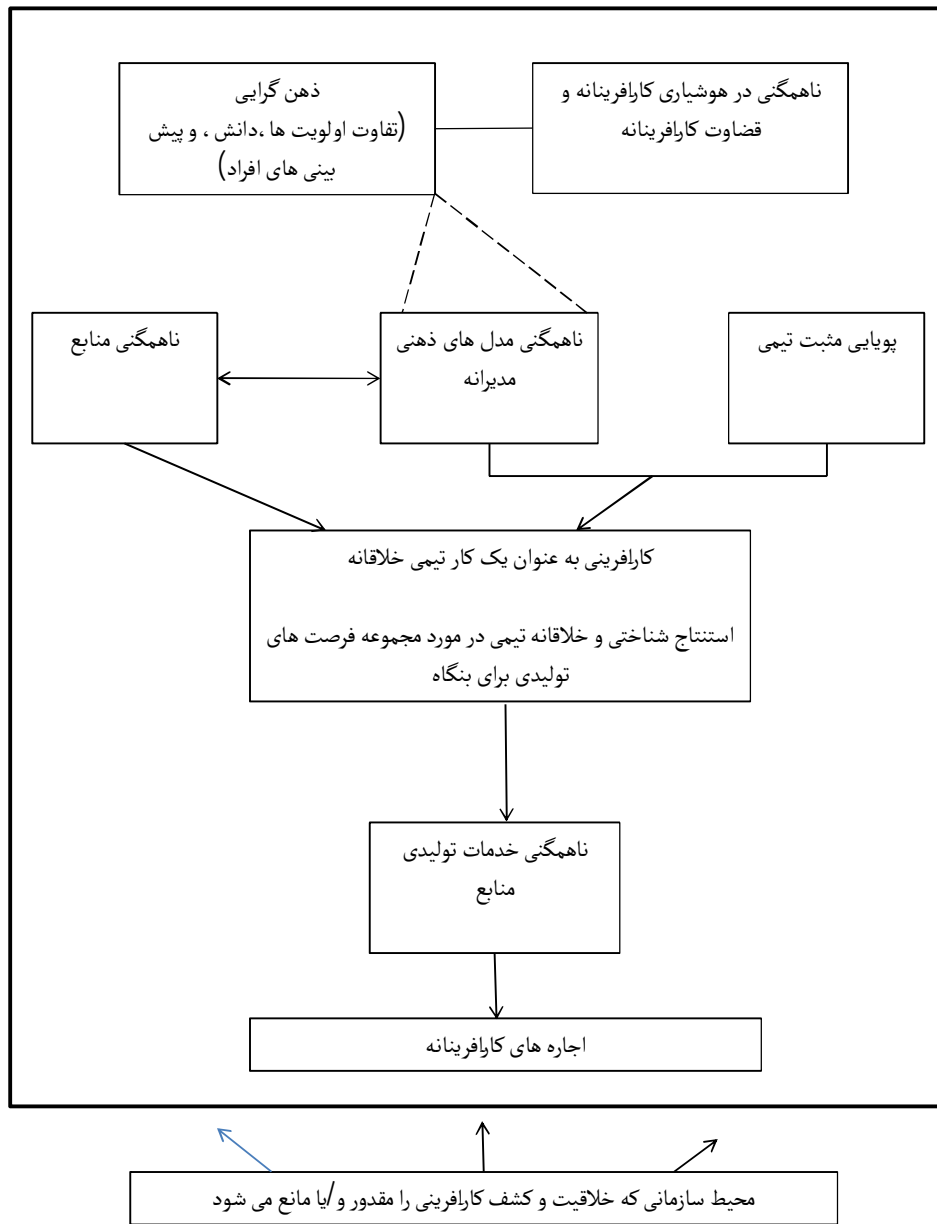 ناهمگنی در هوشیاری کارافرینانه و
قضاوت کارافرینانه
ذهن گرایی
(تفاوت اولویت ها ،دانش ، و پیش
بینی های افراد)
پویایی مثبت تیمی
ناهمگنی مدل های ذهنی
مدیرانه
ناهمگنی منابع
کارافرینی به عنوان یک کار تیمی خلاقانه
استنتاج شناختی و خلاقانه تیمی در مورد مجموعه فرصت های
تولیدی برای بنگاه
ناهمگنی خدمات تولیدی
منابع
اجاره های کارافرینانه
محیط سازمانی که خلاقیت و کشف کارافرینی را مقدور و/یا مانع می شود